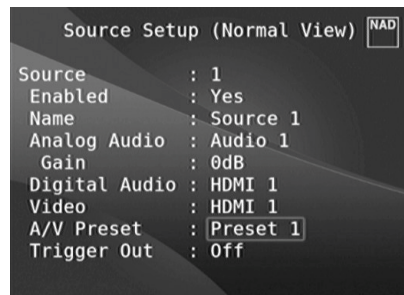 Source Setup (Normal View) NAD
Source : 1
Enabled : Yes
Name : Source 1
Analog Audio : Audio 1
Gain : 0dB
Digital Audio : HDMI 1
Video : HDMI 1
A/V Preset : Preset 1
Trigger Out : Off